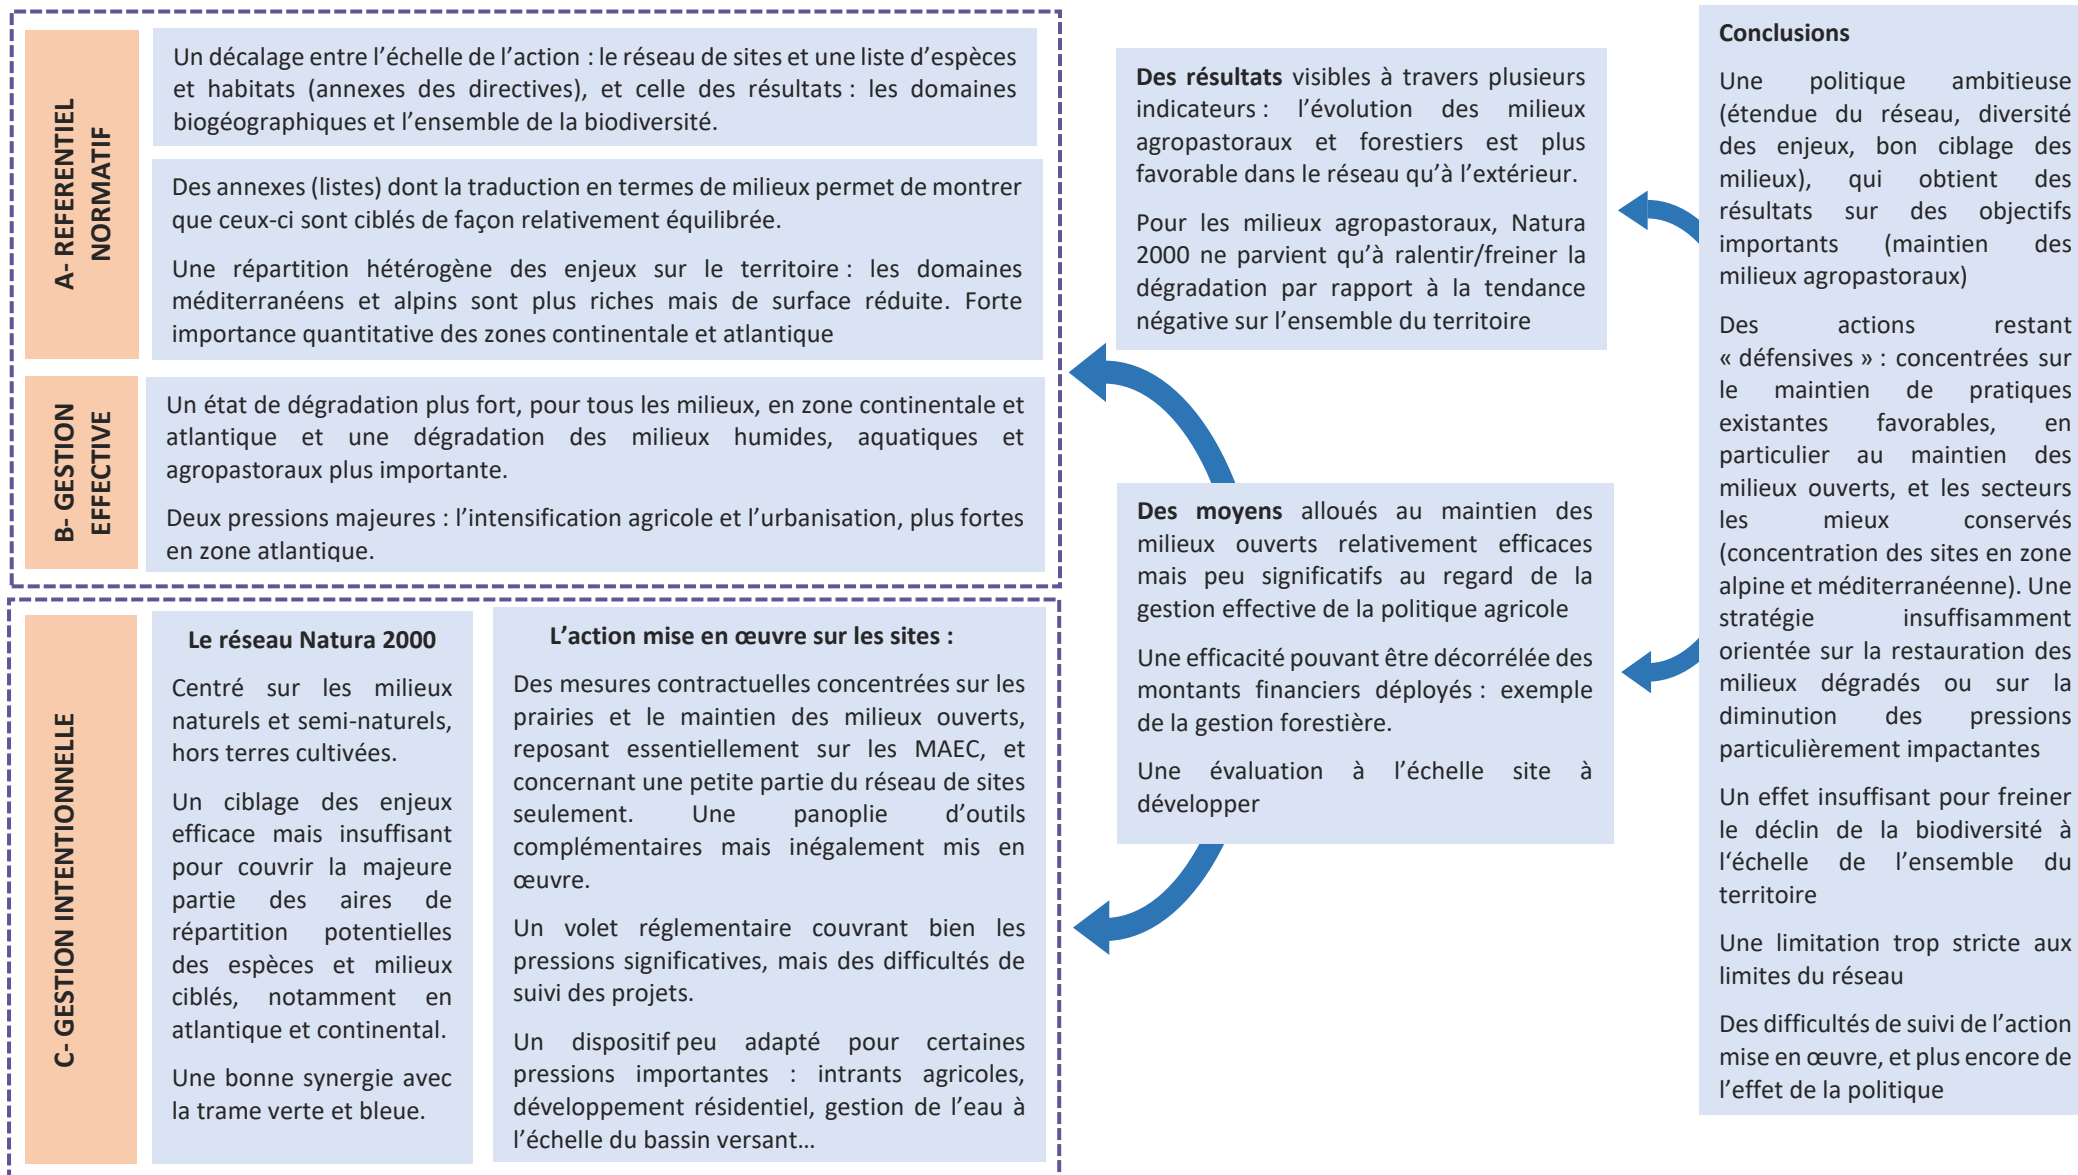 A- REFERENTIEL
NORMATIF
Un décalage entre l’échelle de l’action : le réseau de sites et une liste d’espèces
et habitats (annexes des directives), et celle des résultats : les domaines
biogéographiques et l’ensemble de la biodiversité.
Des annexes (listes) dont la traduction en termes de milieux permet de montrer
que ceux-ci sont ciblés de façon relativement équilibrée.
Une répartition hétérogène des enjeux sur le territoire : les domaines
méditerranéens et alpins sont plus riches mais de surface réduite. Forte
importance quantitative des zones continentale et atlantique
B- GESTION
EFFECTIVE
Un état de dégradation plus fort, pour tous les milieux, en zone continentale et
atlantique et une dégradation des milieux humides, aquatiques et
agropastoraux plus importante.
Deux pressions majeures : l’intensification agricole et l’urbanisation, plus fortes
en zone atlantique.
C- GESTION INTENTIONNELLE
Le réseau Natura 2000
Centré sur les milieux
naturels et semi-naturels,
hors terres cultivées.
Un ciblage des enjeux
efficace mais insuffisant
pour couvrir la majeure
partie des aires de
répartition potentielles
des espèces et milieux
ciblés, notamment en
atlantique et continental.
Une bonne synergie avec
la trame verte et bleue.
L’action mise en œuvre sur les sites :
Des mesures contractuelles concentrées sur les
prairies et le maintien des milieux ouverts,
reposant essentiellement sur les MAEC, et
concernant une petite partie du réseau de sites
seulement. Une panoplie d’outils
complémentaires mais inégalement mis en
œuvre.
Un volet réglementaire couvrant bien les
pressions significatives, mais des difficultés de
suivi des projets.
Un dispositif peu adapté pour certaines
pressions importantes : intrants agricoles,
développement résidentiel, gestion de l’eau à
l’échelle du bassin versant…
Des résultats visibles à travers plusieurs
indicateurs : l’évolution des milieux
agropastoraux et forestiers est plus
favorable dans le réseau qu’à l’extérieur.
Pour les milieux agropastoraux, Natura
2000 ne parvient qu’à ralentir/freiner la
dégradation par rapport à la tendance
négative sur l’ensemble du territoire
Des moyens alloués au maintien des
milieux ouverts relativement efficaces
mais peu significatifs au regard de la
gestion effective de la politique agricole
Une efficacité pouvant être décorrélée des
montants financiers déployés : exemple
de la gestion forestière.
Une évaluation à l’échelle site à
développer
Conclusions
Une politique ambitieuse
(étendue du réseau, diversité
des enjeux, bon ciblage des
milieux), qui obtient des
résultats sur des objectifs
importants (maintien des
milieux agropastoraux)
Des actions restant
« défensives » : concentrées sur
le maintien de pratiques
existantes favorables, en
particulier au maintien des
milieux ouverts, et les secteurs
les mieux conservés
(concentration des sites en zone
alpine et méditerranéenne). Une
stratégie insuffisamment
orientée sur la restauration des
milieux dégradés ou sur la
diminution des pressions
particulièrement impactantes
Un effet insuffisant pour freiner
le déclin de la biodiversité à
l‘échelle de l’ensemble du
territoire
Une limitation trop stricte aux
limites du réseau
Des difficultés de suivi de l’action
mise en œuvre, et plus encore de
l’effet de la politique